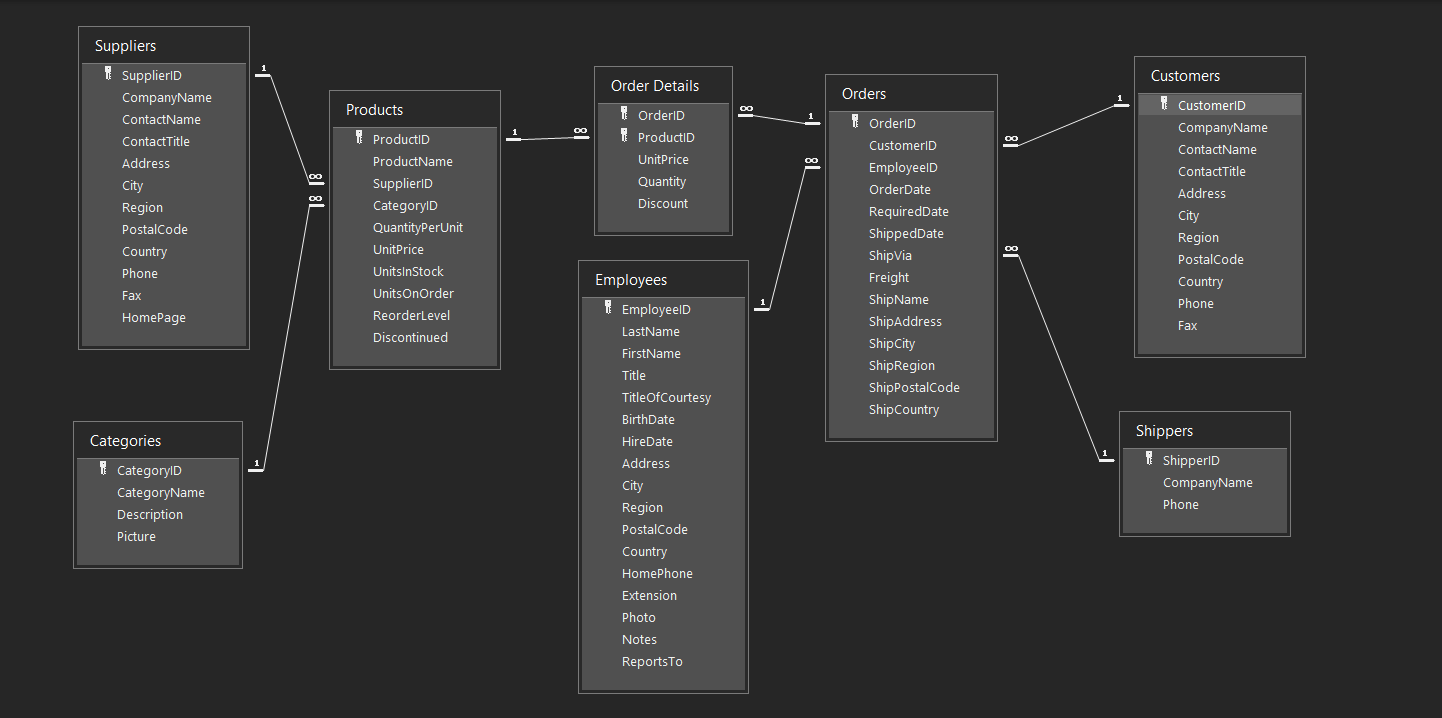 Suppliers
SupplierID
CompanyName
ContactName
ContactTitle
Address
City
Region
PostalCode
Country
Phone
Fax
HomePage
1
∞
Categories
CategoryID
CategoryName
Description
Picture
1
∞
Products
ProductID
ProductName
SupplierID
CategoryID
QuantityPerUnit
UnitPrice
UnitsInStock
UnitsOnOrder
ReorderLevel
Discontinued
1
∞
Order Details
OrderID
ProductID
UnitPrice
Quantity
Discount
∞
1
Employees
EmployeeID
LastName
FirstName
Title
TitleOfCourtesy
BirthDate
HireDate
Address
City
Region
PostalCode
Country
HomePhone
Extension
Photo
Notes
ReportsTo
1
∞
Orders
OrderID
CustomerID
EmployeeID
OrderDate
RequiredDate
ShippedDate
ShipVia
Freight
ShipName
ShipAddress
ShipCity
ShipRegion
ShipPostalCode
ShipCountry
∞
1
∞
1
Customers
CustomerID
CompanyName
ContactName
ContactTitle
Address
City
Region
PostalCode
Country
Phone
Fax
Shippers
ShipperID
CompanyName
Phone